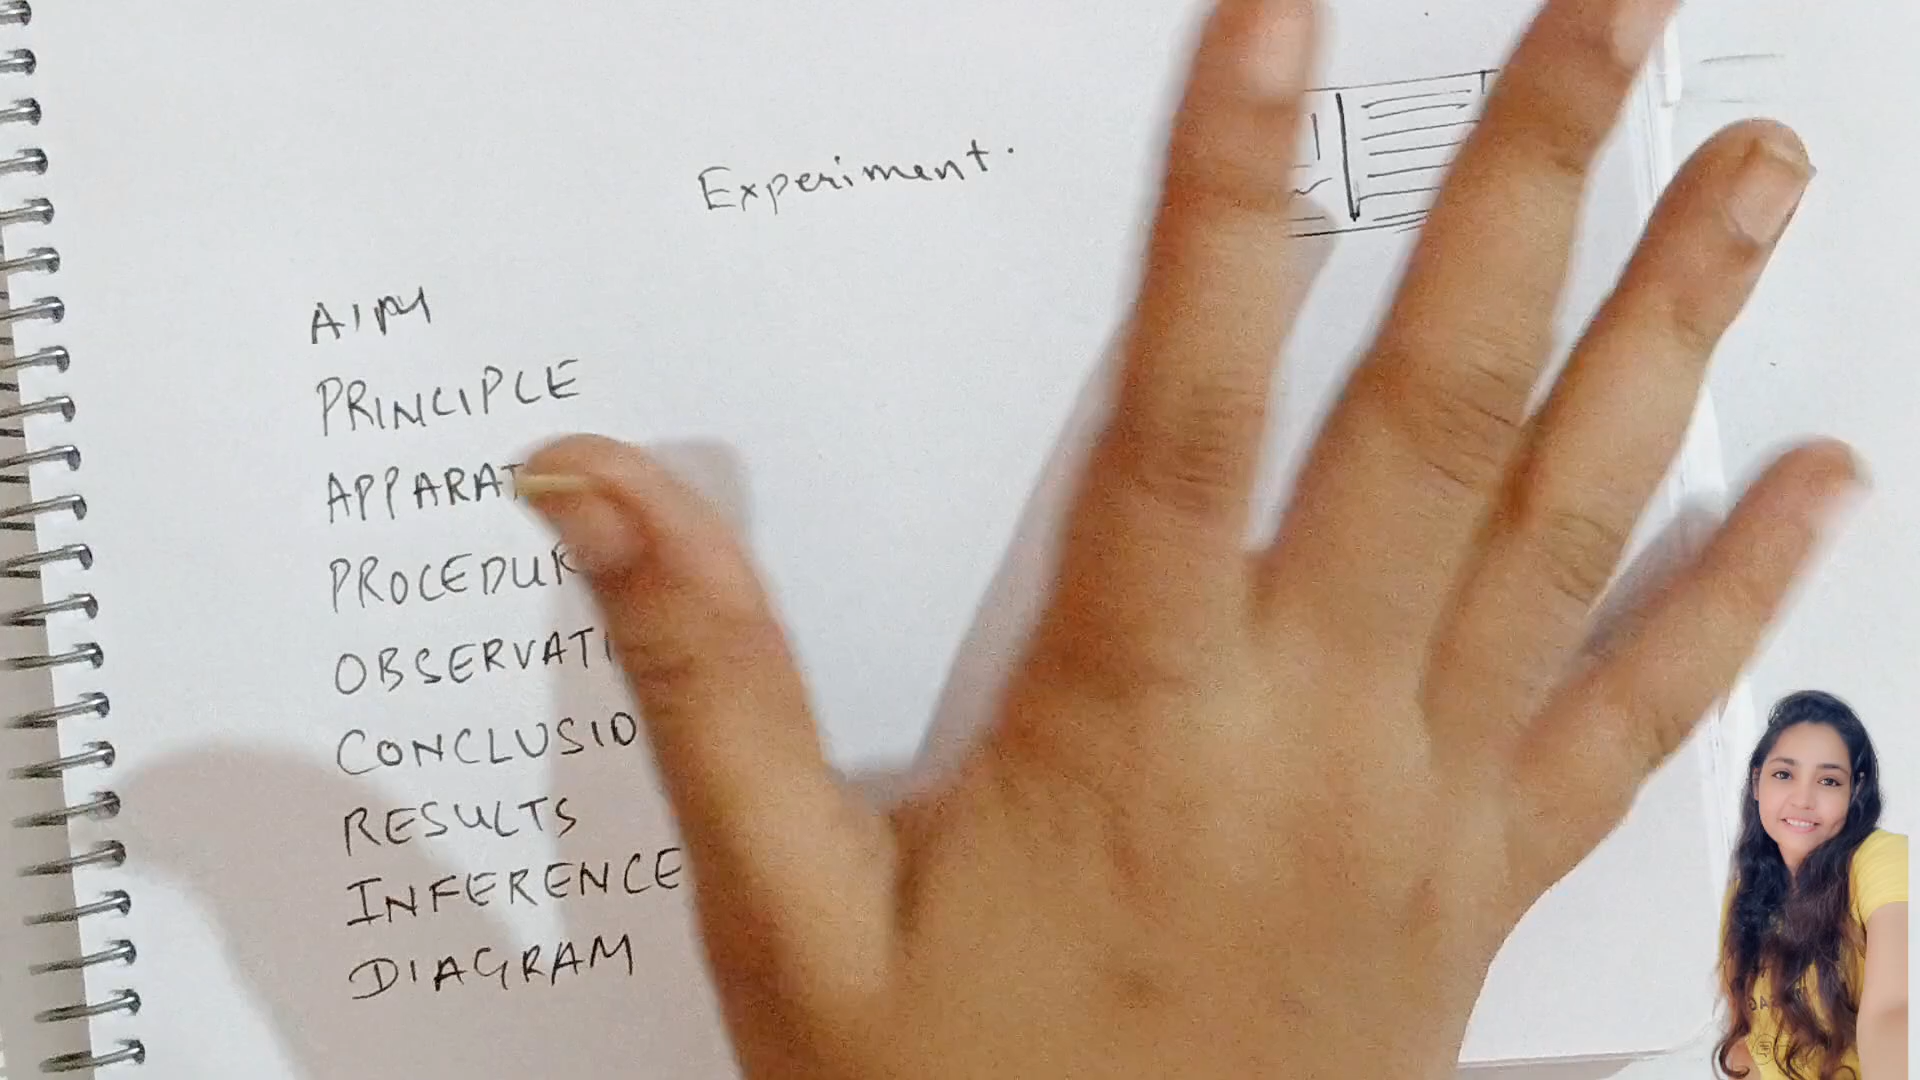 Experiment.
AIM
PRINCIPLE
APPARAT
PROCEDUR
OBSERVATI
CONCLUSIO
RESULTS
INFERENCE
DIAGRAM